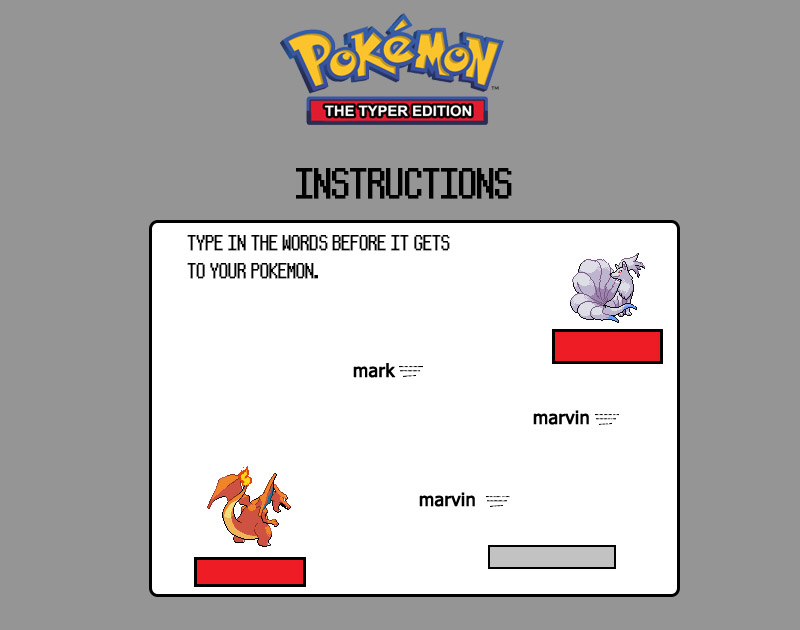 POKéMON
THE TYPER EDITION
INSTRUCTIONS
TYPE IN THE WORDS BEFORE IT GETS
TO YOUR POKEMON.
mark
marvin
marvin